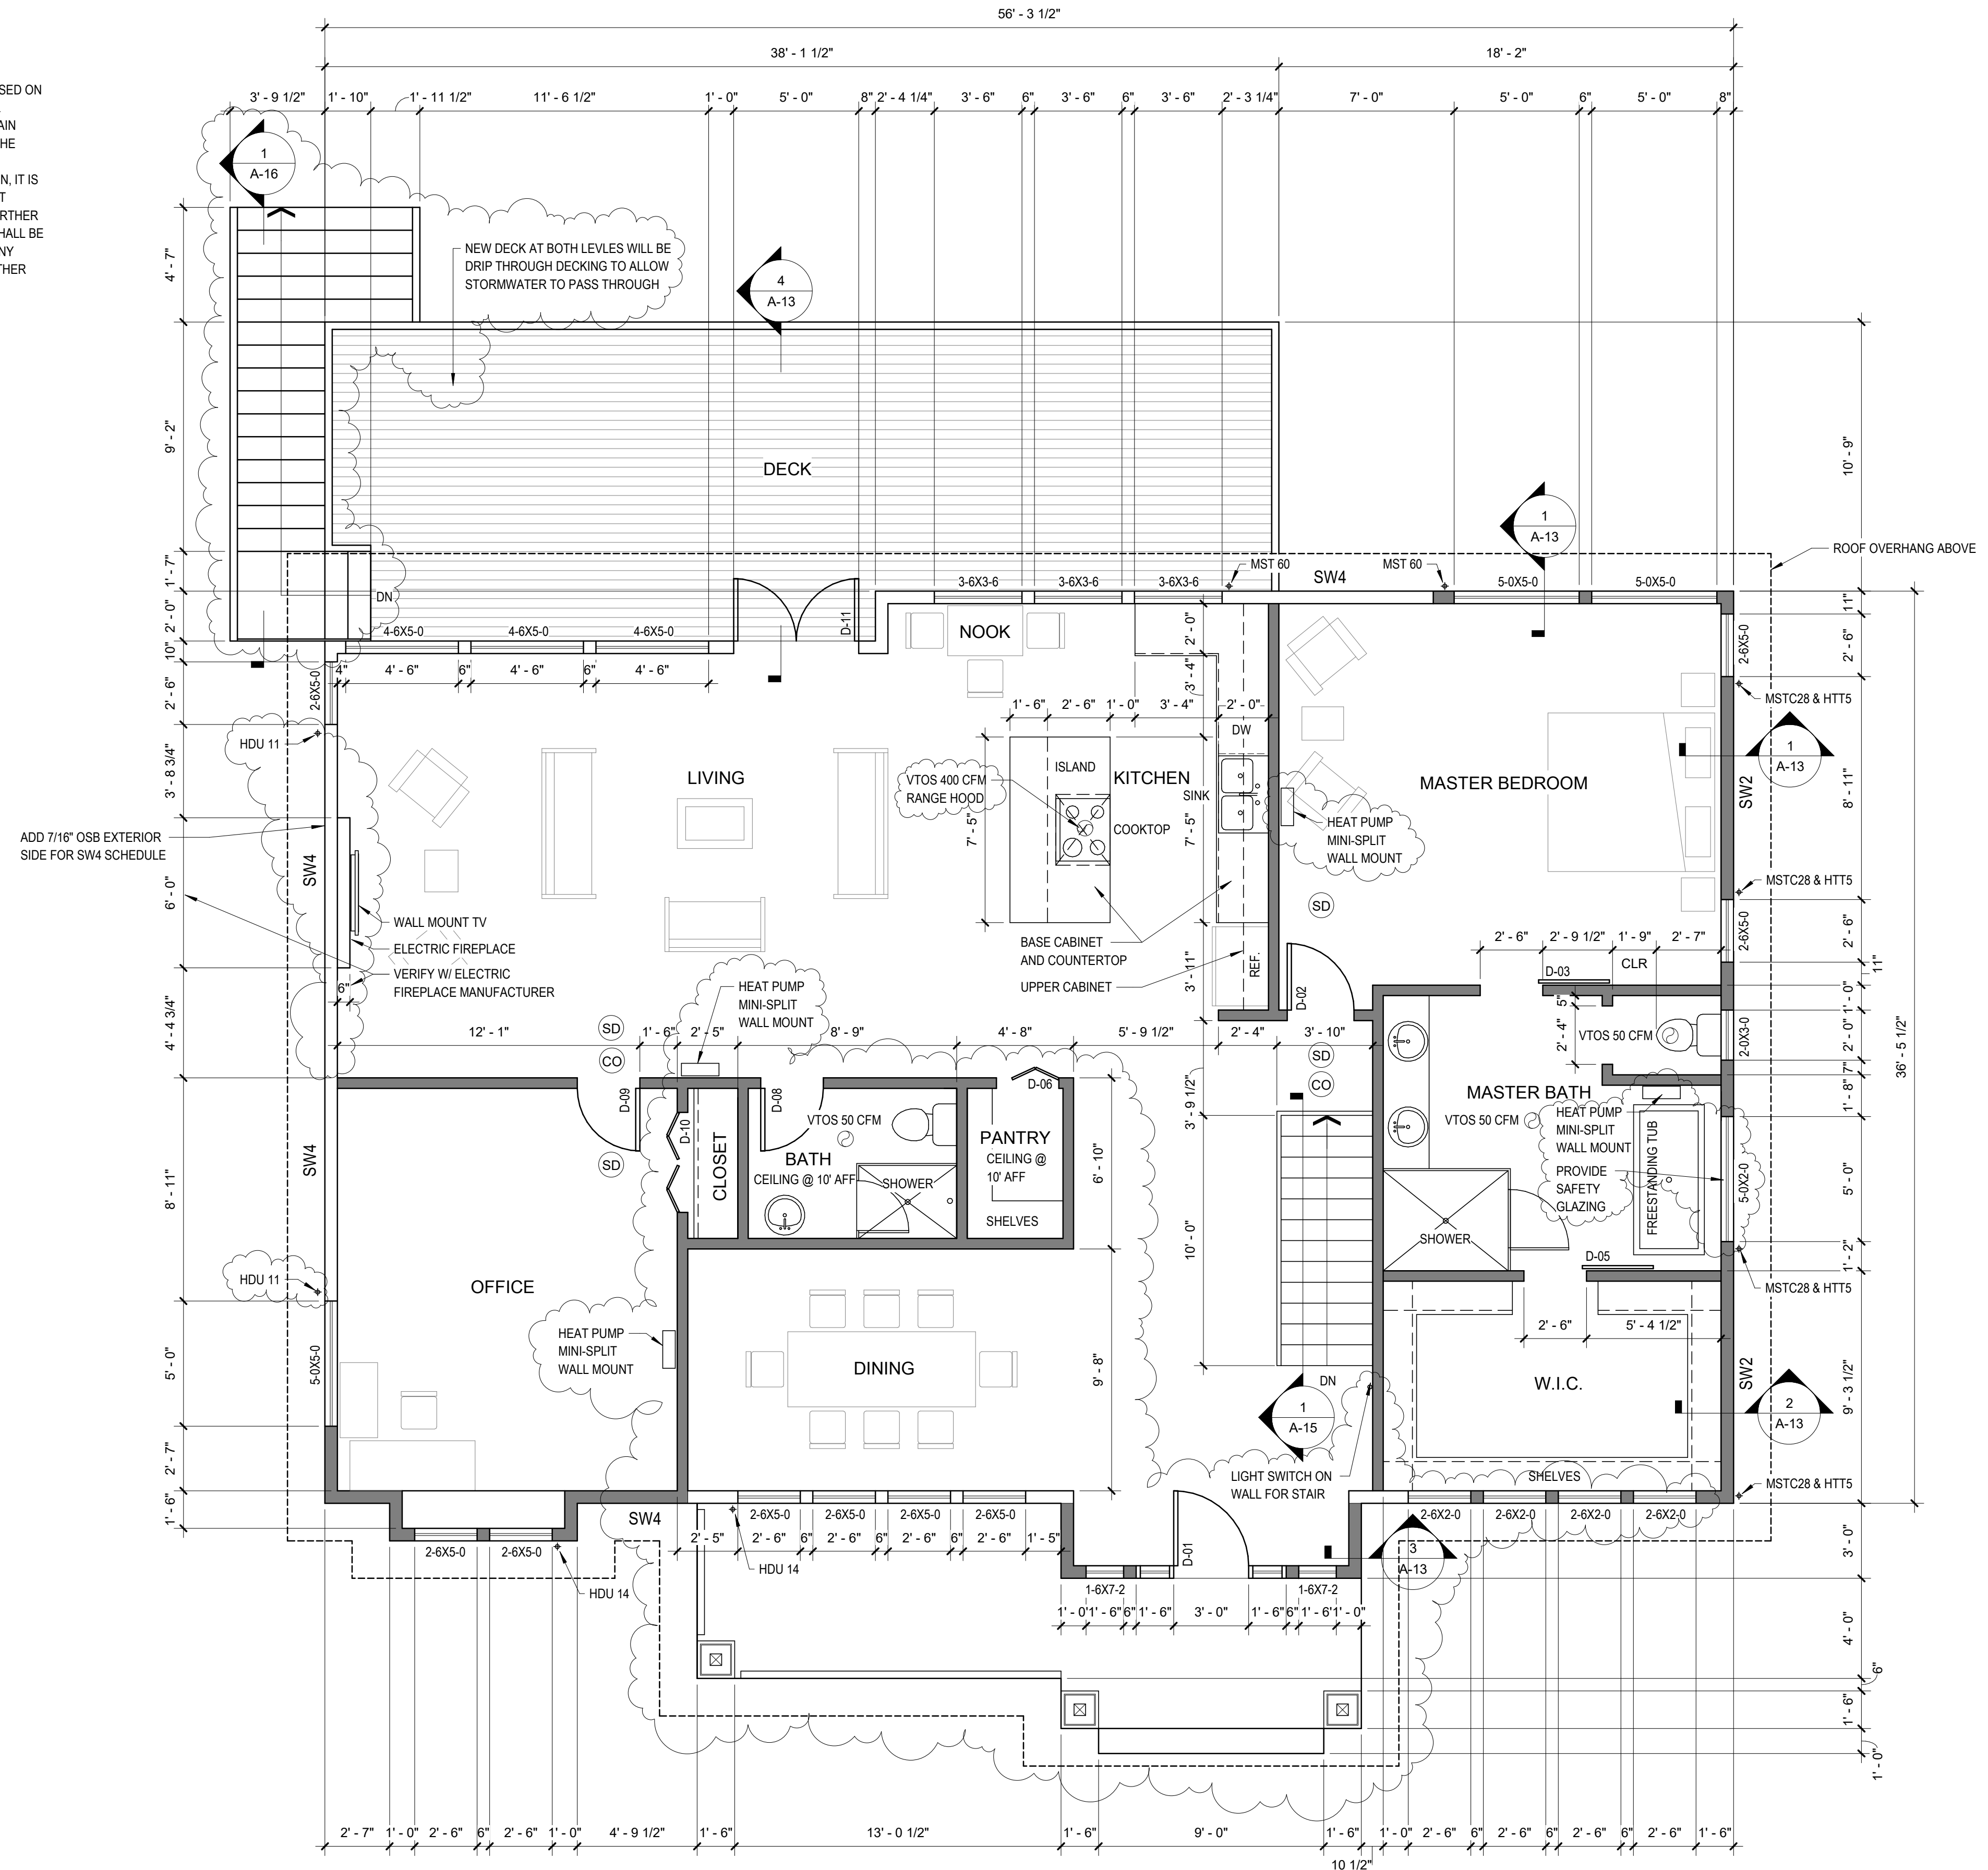 56' - 3 1/2"
38' - 1 1/2"
18' - 2"
3' - 9 1/2"
1' - 10"
1' - 11 1/2"
11' - 6 1/2"
1' - 0"
5' - 0"
8"
2' - 4 1/4"
3' - 6"
6"
3' - 6"
6"
3' - 6"
2' - 3 1/4"
7' - 0"
5' - 0"
6"
5' - 0"
8"
SED ON
AIN
HE
N, IT IS
T
RTHER
HALL BE
NY
THER
1
A-16
NEW DECK AT BOTH LEVLES WILL BE
DRIP THROUGH DECKING TO ALLOW
STORMWATER TO PASS THROUGH
4
A-13
4' - 7"
9' - 2"
1' - 7"
2' - 0"
10"
2' - 6"
3' - 8 3/4"
6' - 0"
4' - 4 3/4"
8' - 11"
5' - 0"
2' - 7"
1' - 6"
DECK
10' - 9"
1
A-13
ROOF OVERHANG ABOVE
MST 60
SW4
MST 60
3-6X3-6
3-6X3-6
3-6X3-6
5-0X5-0
5-0X5-0
DN
4-6X5-0
4-6X5-0
4-6X5-0
D-11
NOOK
2' - 0"
3' - 4"
4"
4' - 6"
6"
4' - 6"
6"
4' - 6"
2-6X5-0
2-6X5-0
11"
2' - 6"
MSTC28 & HTT5
1' - 6"
2' - 6"
1' - 0"
3' - 4"
2' - 0"
DW
HDU 11
LIVING
VTOS 400 CFM
RANGE HOOD
ISLAND
KITCHEN
SINK
COOKTOP
7' - 5"
7' - 5"
MASTER BEDROOM
HEAT PUMP
MINI-SPLIT
WALL MOUNT
1
A-13
SW2
8' - 11"
ADD 7/16" OSB EXTERIOR
SIDE FOR SW4 SCHEDULE
SW4
MSTC28 & HTT5
SD
WALL MOUNT TV
ELECTRIC FIREPLACE
VERIFY W/ ELECTRIC
FIREPLACE MANUFACTURER
6"
BASE CABINET
AND COUNTERTOP
UPPER CABINET
3' - 11"
REF.
D-02
2' - 6"
2' - 9 1/2"
1' - 9"
2' - 7"
CLR
D-03
2-6X5-0
2' - 6"
11"
1' - 0"
2' - 0"
7"
1' - 8"
36' - 5 1/2"
HEAT PUMP
MINI-SPLIT
WALL MOUNT
SD
CO
12' - 1"
1' - 6"
2' - 5"
8' - 9"
4' - 8"
5' - 9 1/2"
2' - 4"
3' - 10"
SD
CO
5"
2' - 4"
VTOS 50 CFM
2-0X3-0
D-09
D-10
D-08
D-06
3' - 9 1/2"
VTOS 50 CFM
MASTER BATH
VTOS 50 CFM
HEAT PUMP
MINI-SPLIT
WALL MOUNT
PROVIDE
SAFETY
GLAZING
FREESTANDING TUB
5-0X2-0
5' - 0"
SW4
SD
CLOSET
BATH
CEILING @ 10' AFF
SHOWER
PANTRY
CEILING @
10' AFF
SHELVES
6' - 10"
10' - 0"
SHOWER
D-05
1' - 2"
MSTC28 & HTT5
HDU 11
OFFICE
2' - 6"
5' - 4 1/2"
HEAT PUMP
MINI-SPLIT
WALL MOUNT
5-0X5-0
DINING
9' - 8"
DN
W.I.C.
SW2
9' - 3 1/2"
2
A-13
1
A-15
LIGHT SWITCH ON
WALL FOR STAIR
SHELVES
MSTC28 & HTT5
SW4
2-6X5-0
2-6X5-0
2-6X5-0
2-6X5-0
2-6X2-0
2-6X2-0
2-6X2-0
2-6X2-0
2' - 5"
2' - 6"
6"
2' - 6"
6"
2' - 6"
6"
2' - 6"
1' - 5"
D-01
3
A-13
3' - 0"
2-6X5-0
2-6X5-0
HDU 14
HDU 14
1-6X7-2
1-6X7-2
1' - 0"
1' - 6"
6"
1' - 6"
3' - 0"
1' - 6"
6"
1' - 6"
1' - 0"
4' - 0"
6"
1' - 6"
1' - 0"
2' - 7"
1' - 0"
2' - 6"
6"
2' - 6"
1' - 0"
4' - 9 1/2"
1' - 6"
13' - 0 1/2"
1' - 6"
9' - 0"
1' - 6"
10 1/2"
1' - 0"
2' - 6"
6"
2' - 6"
6"
2' - 6"
6"
2' - 6"
1' - 6"